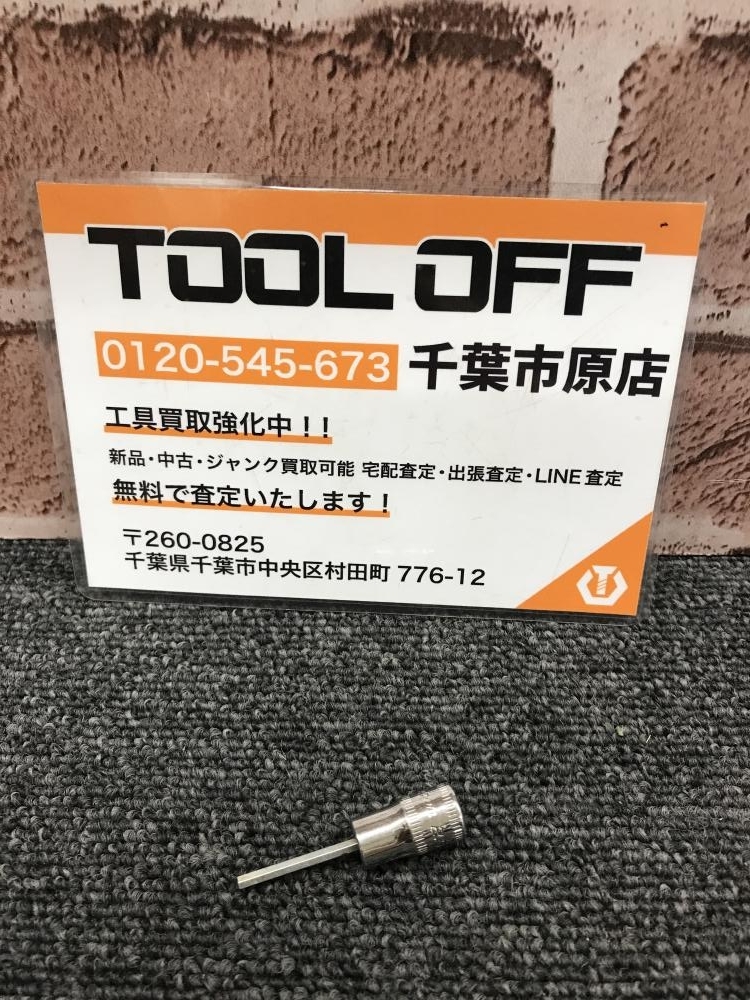 TOOL OFF
0120-545-673 千葉市原店
工具買取強化中！！
新品・中古・ジャンク買取可能 宅配査定・出張査定・LINE査定
無料で査定いたします！
〒260-0825
千葉県千葉市中央区村田町 776-12